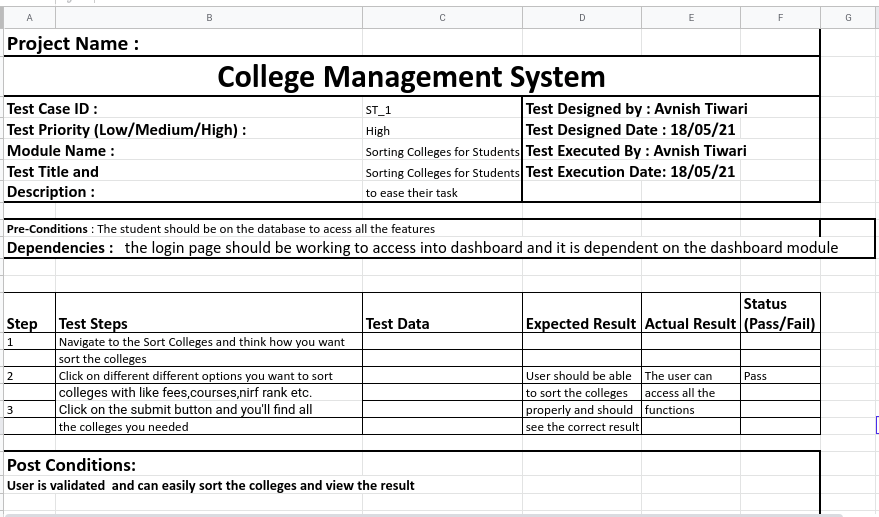 A B C D E F G
Project Name :
College Management System
Test Case ID : ST_1 Test Designed by : Avnish Tiwari
Test Priority (Low/Medium/High) : High Test Designed Date : 18/05/21
Module Name : Sorting Colleges for Students Test Executed By : Avnish Tiwari
Test Title and Sorting Colleges for Students Test Execution Date: 18/05/21
Description : to ease their task
Pre-Conditions : The student should be on the database to acess all the features
Dependencies : the login page should be working to access into dashboard and it is dependent on the dashboard module
Status
Step Test Steps Test Data Expected Result Actual Result (Pass/Fail)
1 Navigate to the Sort Colleges and think how you want
sort the colleges
2 Click on different different options you want to sort User should be able The user can Pass
colleges with like fees,courses,nirf rank etc. to sort the colleges access all the
3 Click on the submit button and you'll find all properly and should functions
the colleges you needed see the correct result
Post Conditions:
User is validated and can easily sort the colleges and view the result